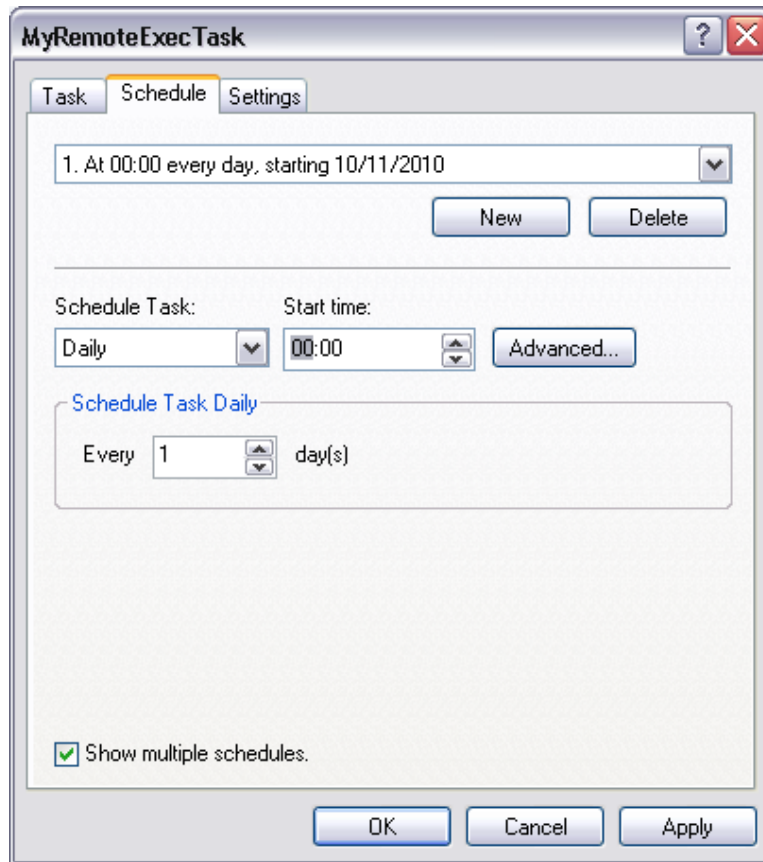 MyRemoteExecTask
Task Schedule Settings
1. At 00:00 every day, starting 10/11/2010
New Delete
Schedule Task: Start time:
Daily 00:00 Advanced...
Schedule Task Daily
Every 1 day(s)
Show multiple schedules.
OK Cancel Apply